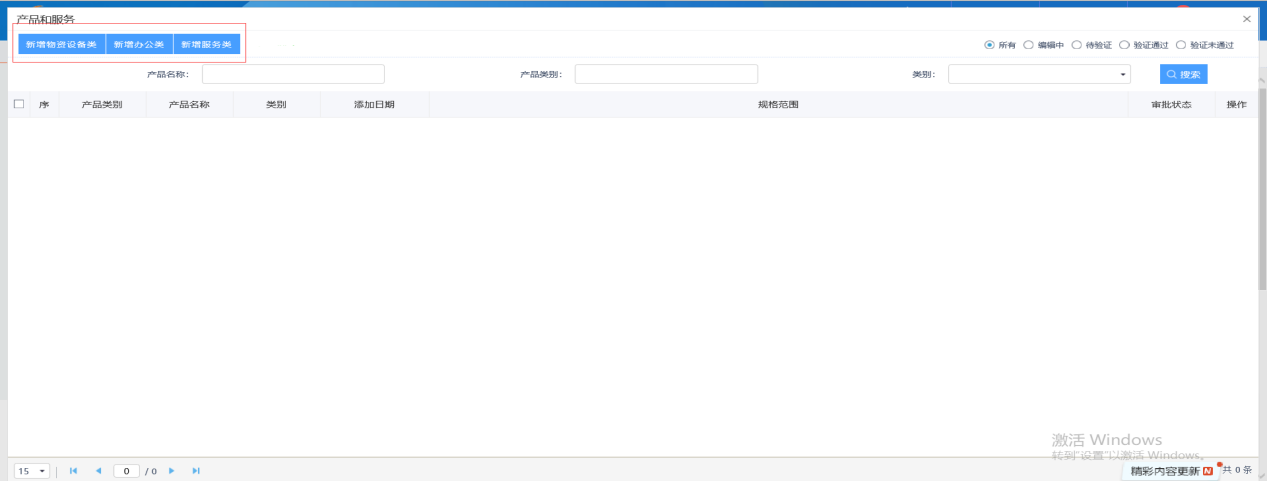 产品和服务
新增物资设备类 新增办公类 新增服务类
所有 编辑中 待验证 验证通过 验证未通过
产品名称： 产品类别： 类别： 搜索
序 产品类别 产品名称 类别 添加日期 规格范围 审批状态 操作
激活 Windows
转到"设置"以激活 Windows。
15 0 / 0 精彩内容更新 N 共 0 条